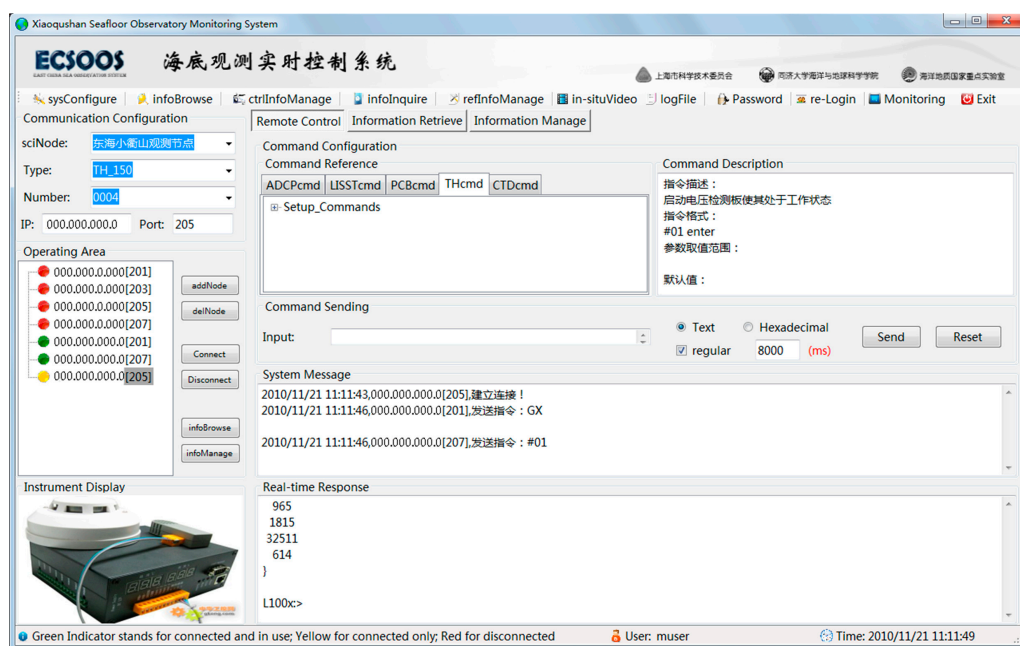 Xiaoqushan Seafloor Observatory Monitoring System
ECSOOS 海底观测实时控制系统
EAST CHINA SEA OBSERVATION SYSTEM
上海市科学技术委员会 同济大学海洋与地球科学学院 海洋地质国家重点实验室
sysConfigure infoBrowse ctrlInfoManage infoInquire refInfoManage in-situVideo logFile Password re-Login Monitoring Exit
Communication Configuration
sciNode: 东海小衢山观测节点
Type: TH_150
Number: 0004
IP: 000.000.000.0 Port: 205
Operating Area
000.000.0.000[201]
000.000.0.000[203]
000.000.0.000[205]
000.000.0.000[207]
000.000.000.0[201]
000.000.000.0[207]
000.000.000.0[205]
addNode
delNode
Connect
Disconnect
infoBrowse
infoManage
Instrument Display
Remote Control Information Retrieve Information Manage
Command Configuration
Command Reference
ADCPcmd LISSTcmd PCBcmd THcmd CTDcmd
Setup_Commands
Command Description
指令描述：
启动电压检测板使其处于工作状态
指令格式：
#01 enter
参数取值范围：
默认值：
Command Sending
Input:
Text Hexadecimal
regular 8000 (ms)
Send Reset
System Message
2010/11/21 11:11:43,000.000.000.0[205],建立连接！
2010/11/21 11:11:46,000.000.000.0[201],发送指令：GX
2010/11/21 11:11:46,000.000.000.0[207],发送指令：#01
Real-time Response
965
1815
32511
614
}
L100x:>
Green Indicator stands for connected and in use; Yellow for connected only; Red for disconnected User: muser Time: 2010/11/21 11:11:49